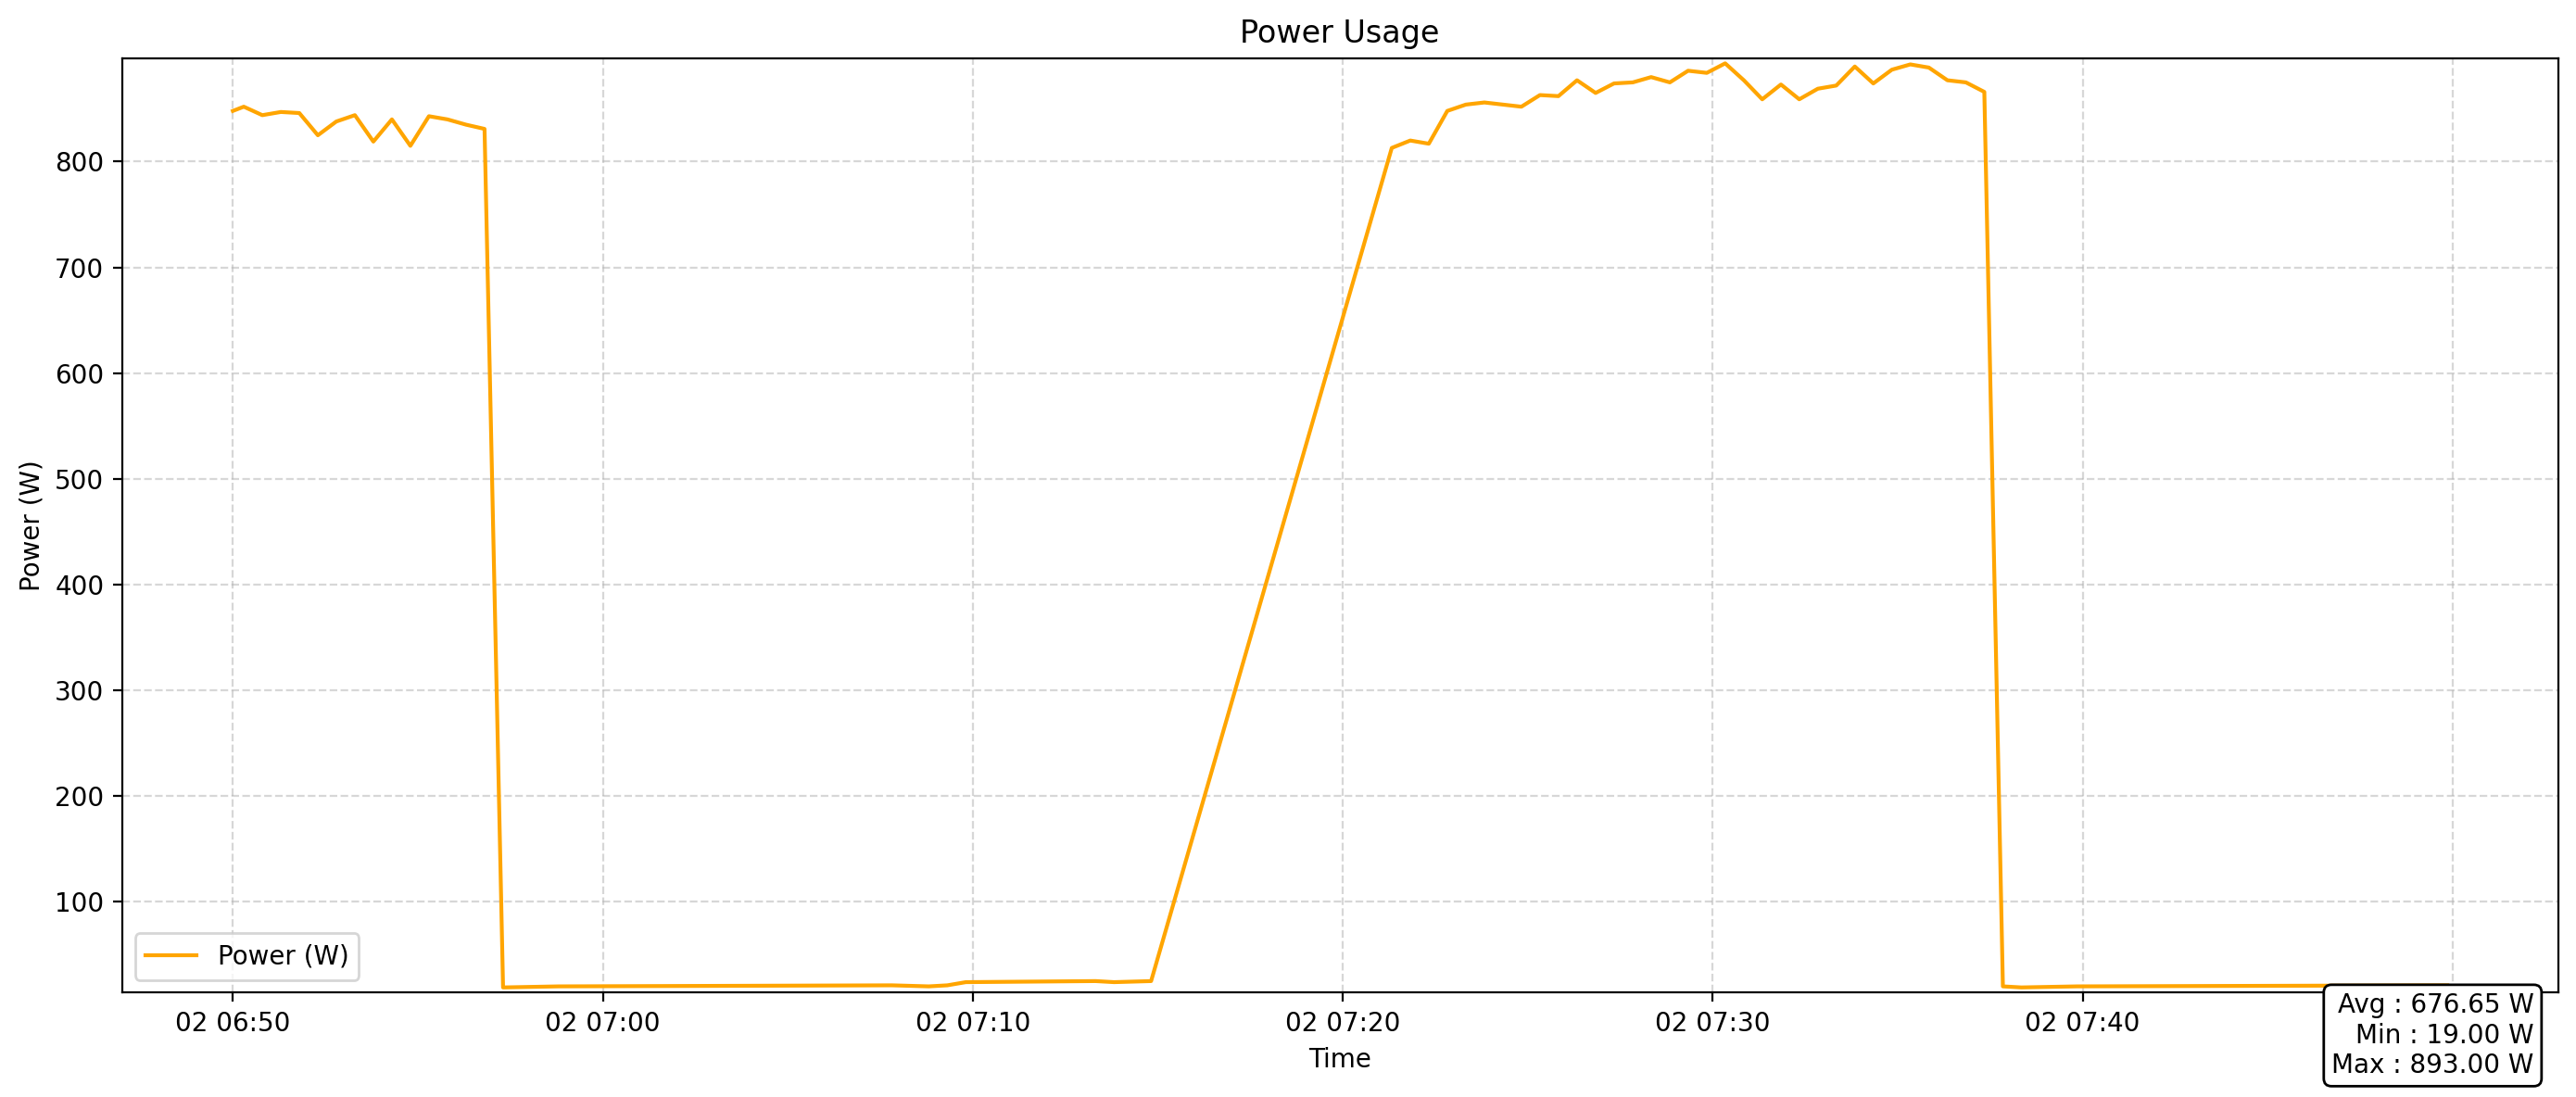 Power Usage
Power (W)
800
700
600
500
400
300
200
100
Power (W)
02 06:50
02 07:00
02 07:10
02 07:20
02 07:30
02 07:40
Time
Avg : 676.65 W
Min : 19.00 W
Max : 893.00 W